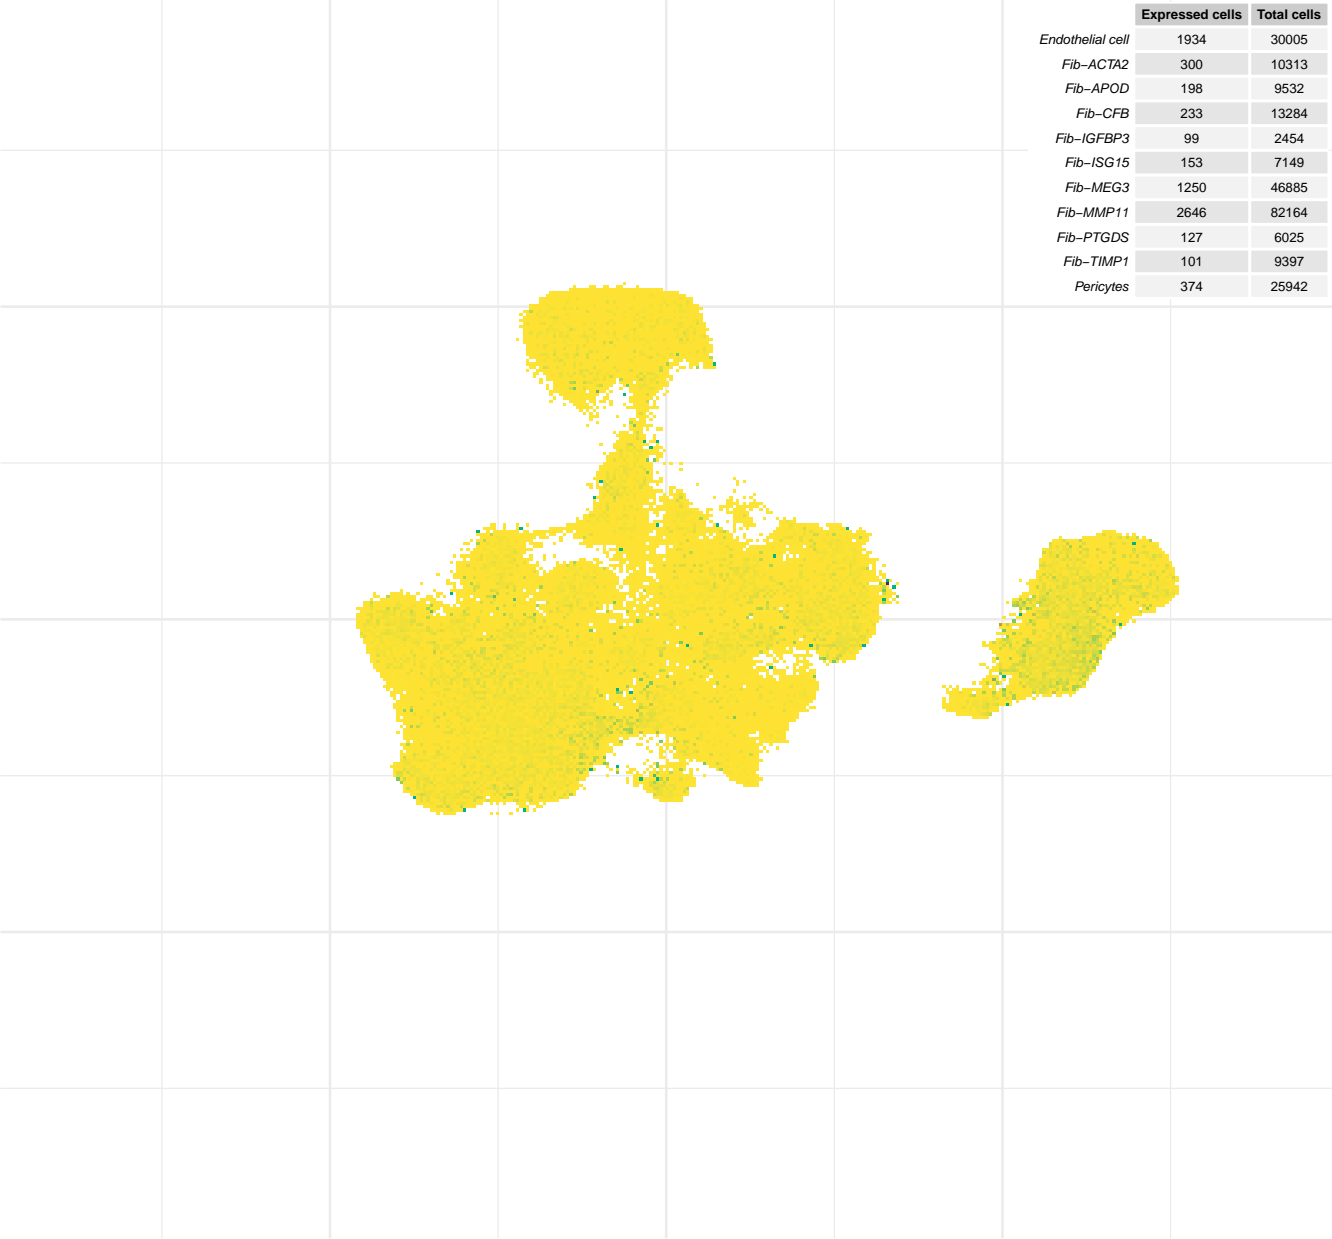 Expressed cells Total cells
Endothelial cell 1934 30005
Fib−ACTA2 300 10313
Fib−APOD 198 9532
Fib−CFB 233 13284
Fib−IGFBP3 99 2454
Fib−ISG15 153 7149
Fib−MEG3 1250 46885
Fib−MMP11 2646 82164
Fib−PTGDS 127 6025
Fib−TIMP1 101 9397
Pericytes 374 25942